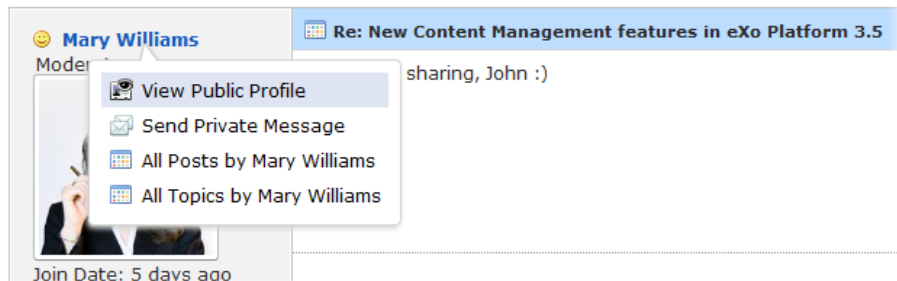 Mary Williams
Re: New Content Management features in eXo Platform 3.5
sharing, John :)
View Public Profile
Send Private Message
All Posts by Mary Williams
All Topics by Mary Williams
Join Date: 5 days ago